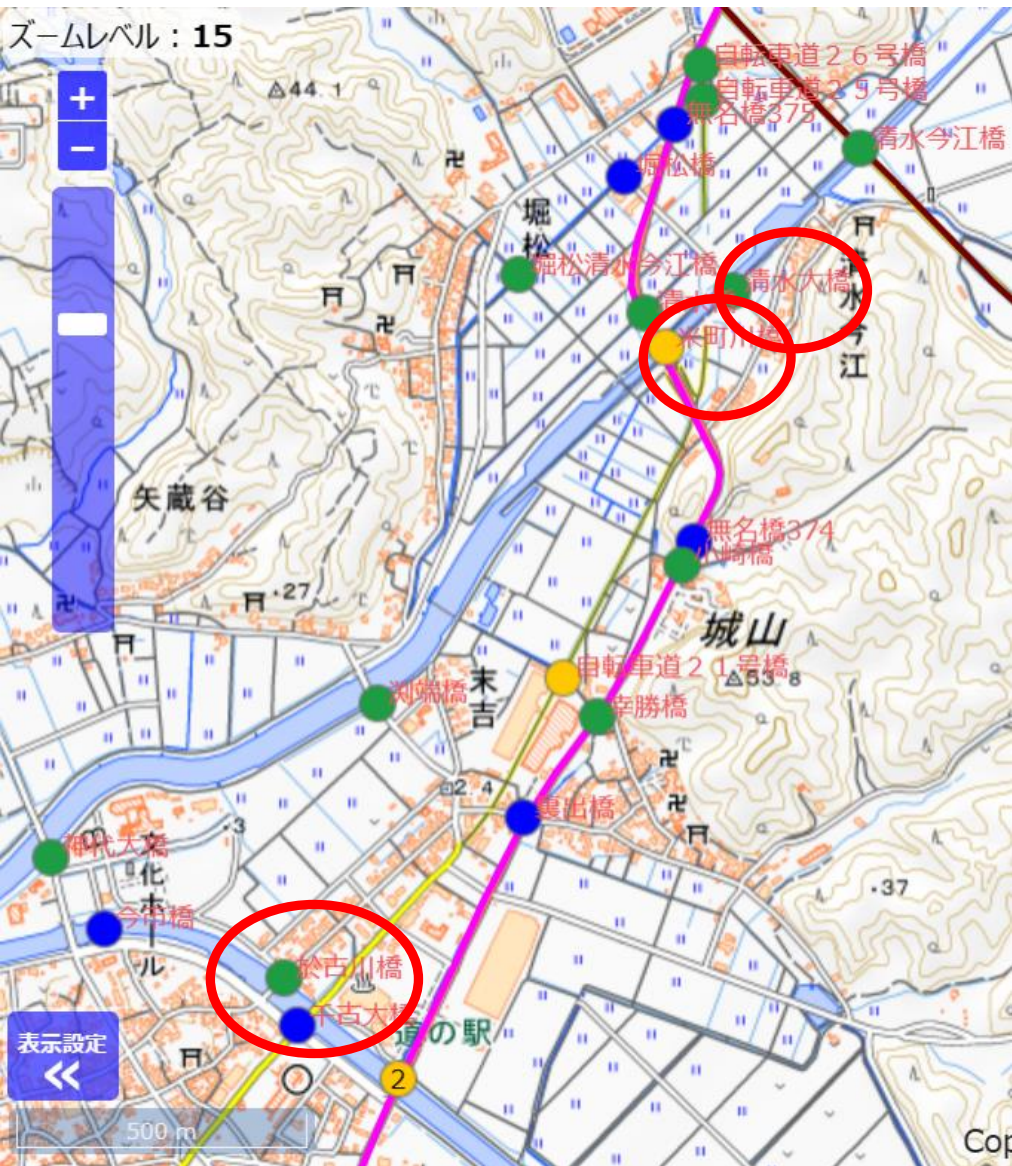 ズームレベル：15
+
−
44.1
自転車道２６号橋
自転車道２５号橋
無名橋375
清水今江橋
堀松橋
堀松
堀松清水今江橋
清水大橋
清水今江
米町川橋
矢蔵谷
27
無名橋374
城山
自転車道２１号橋
53.8
末吉
渕端橋
幸勝橋
2.4
裏出橋
3
神代大橋
文化ホール
37
今市橋
於古川橋
千古大橋
道の駅
2
表示設定
≪
500 m
Cop